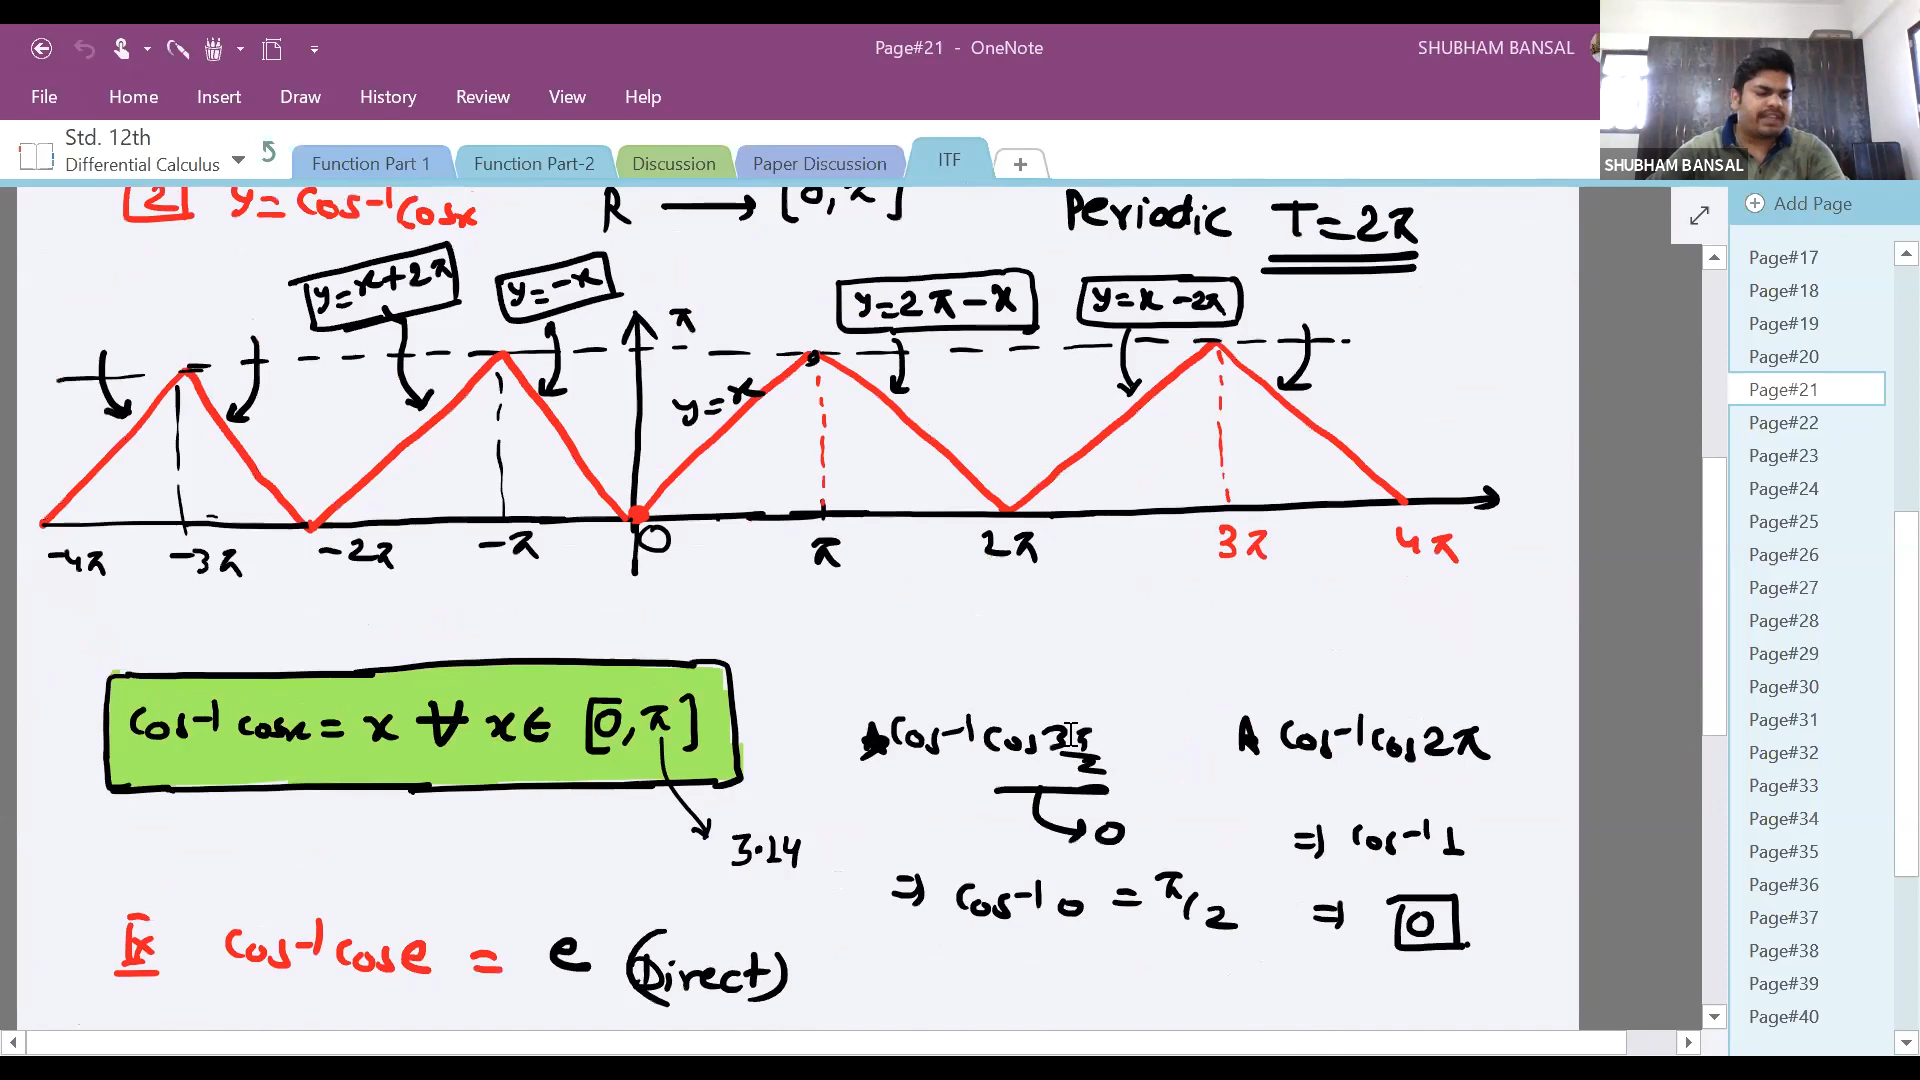 Page#21 - OneNote
SHUBHAM BANSAL
File Home Insert Draw History Review View Help
Std. 12th
Differential Calculus
Function Part 1
Function Part-2
Discussion
Paper Discussion
ITF
SHUBHAM BANSAL
Add Page
[2] y = cos⁻¹ cosx R → [0, π] Periodic T = 2π
y = x + 2π
y = -x
y = 2π - x
y = x - 2π
π
y = x
-4π -3π -2π -π 0 π 2π 3π 4π
cos⁻¹ cosx = x ∀ x ∈ [0, π]
3.14
cos⁻¹ cos 3π/2
→ 0
⇒ cos⁻¹ 0 = π/2
cos⁻¹ cos 2π
⇒ cos⁻¹ 1
⇒ 0
Ex cos⁻¹ cos e = e (Direct)
Page#17
Page#18
Page#19
Page#20
Page#21
Page#22
Page#23
Page#24
Page#25
Page#26
Page#27
Page#28
Page#29
Page#30
Page#31
Page#32
Page#33
Page#34
Page#35
Page#36
Page#37
Page#38
Page#39
Page#40